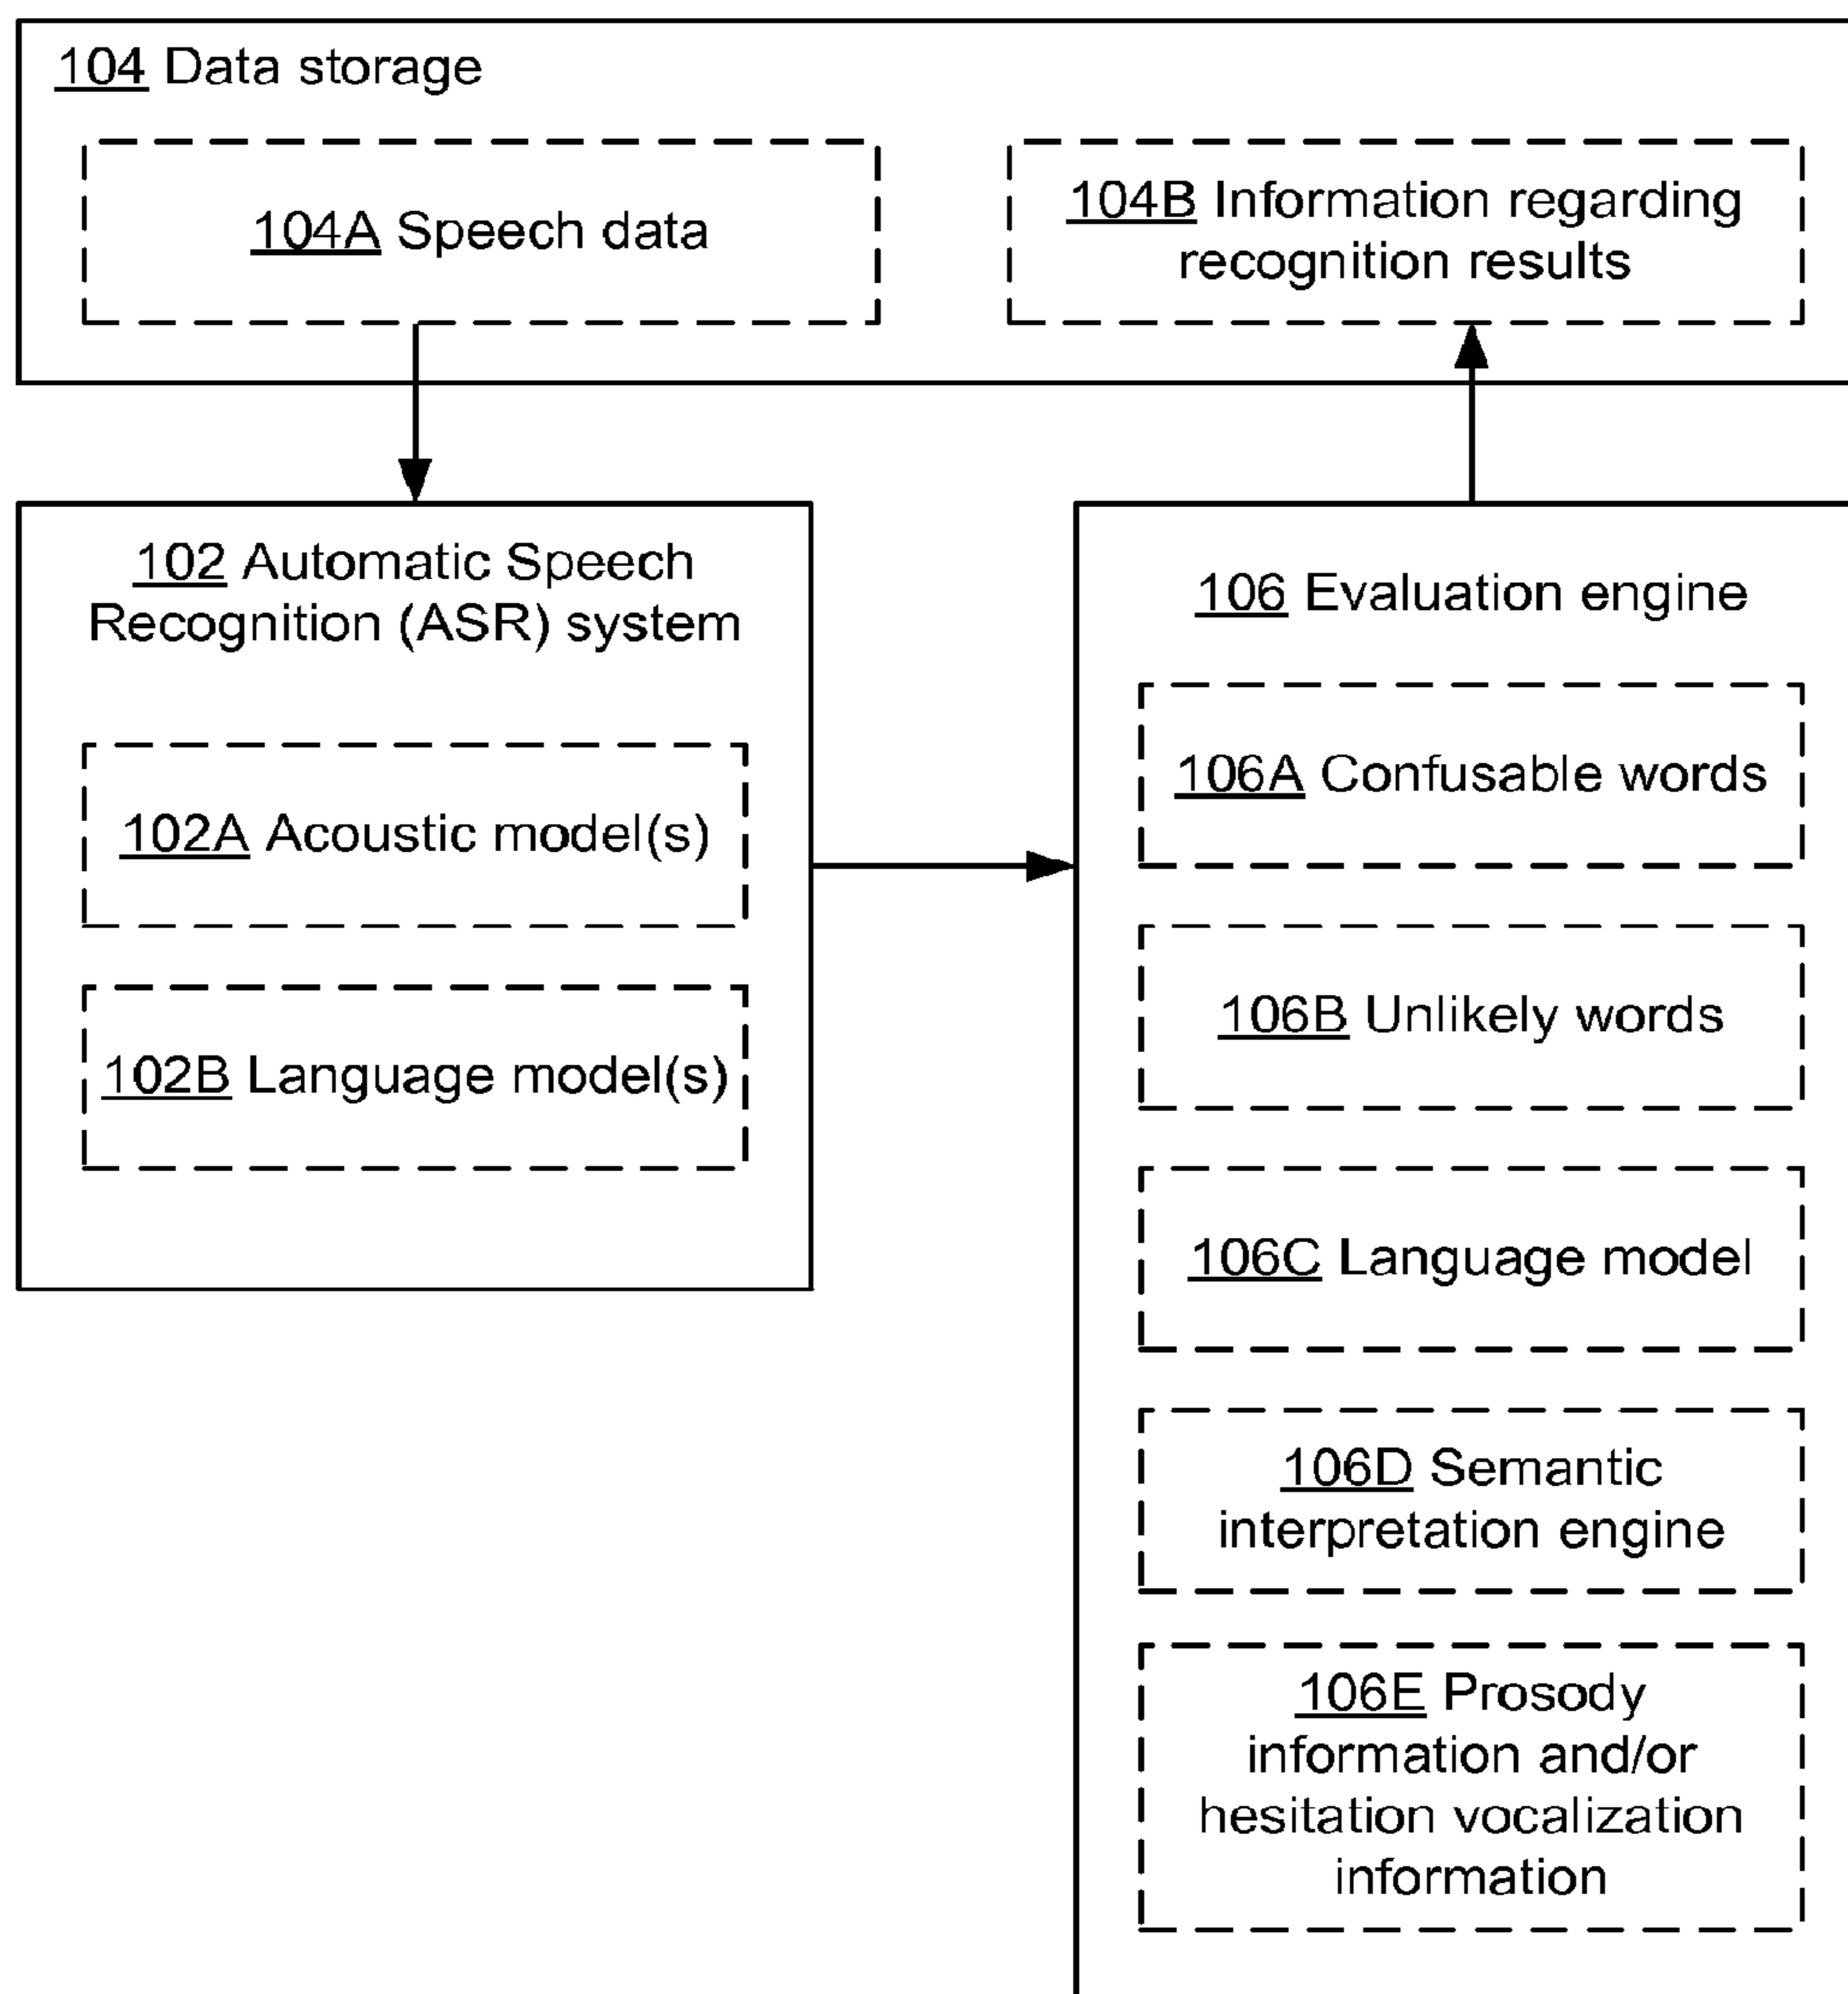 104 Data storage
104A Speech data
104B Information regarding
recognition results
102 Automatic Speech
Recognition (ASR) system
102A Acoustic model(s)
102B Language model(s)
106 Evaluation engine
106A Confusable words
106B Unlikely words
106C Language model
106D Semantic
interpretation engine
106E Prosody
information and/or
hesitation vocalization
information